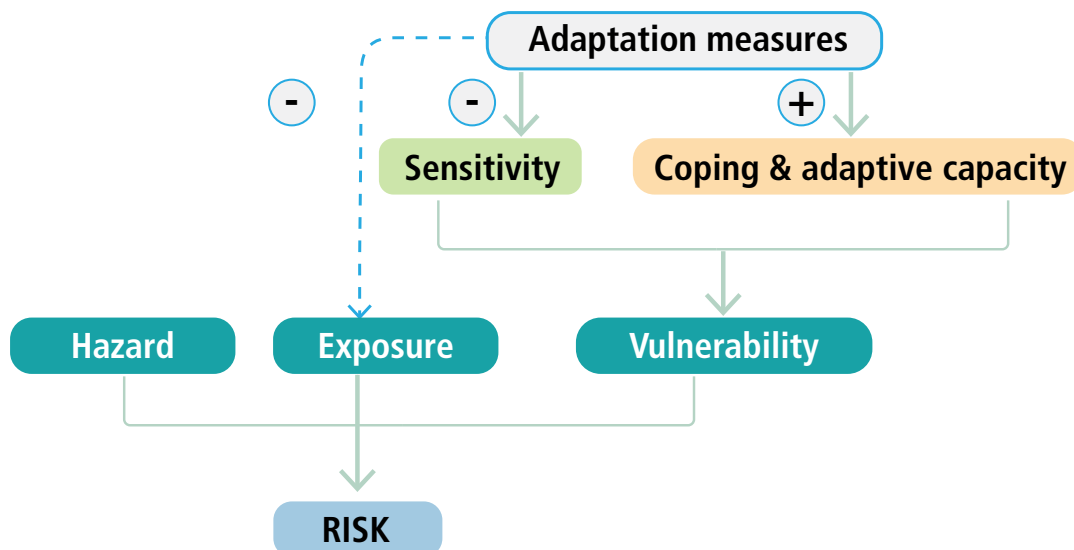 Adaptation measures
-
-
+
Sensitivity
Coping & adaptive capacity
Hazard
Exposure
Vulnerability
RISK